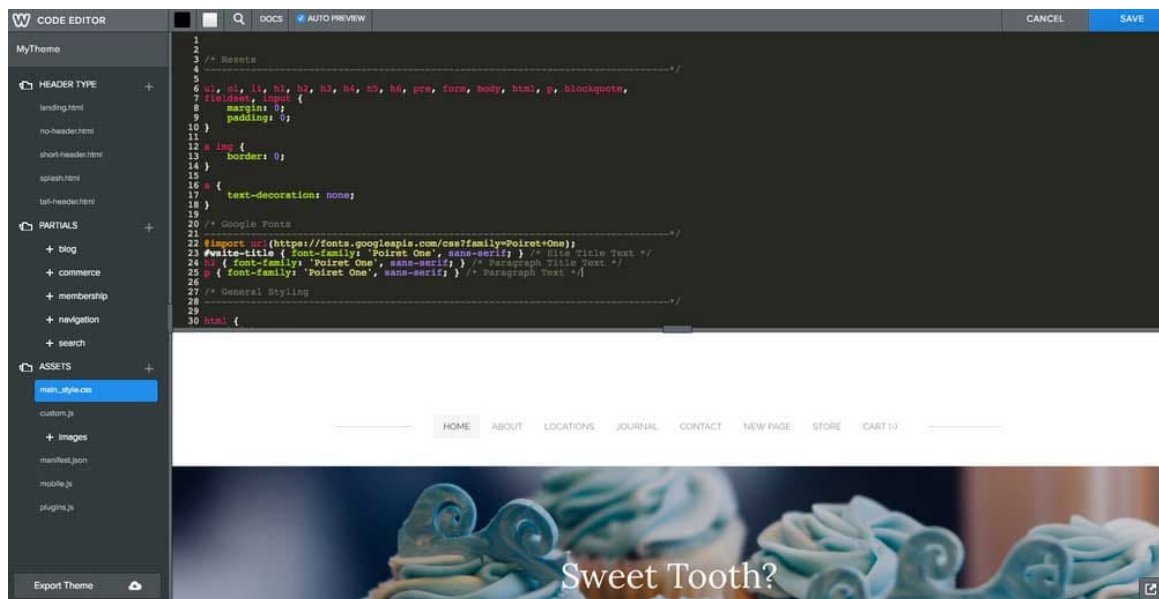 CODE EDITOR
DOCS
AUTO PREVIEW
CANCEL
SAVE
MyTheme
HEADER TYPE
landing.html
no-header.html
short-header.html
splash.html
tall-header.html
PARTIALS
+ blog
+ commerce
+ membership
+ navigation
+ search
ASSETS
main_style.css
custom.js
+ Images
manifest.json
mobile.js
plugins.js
Export Theme
1
2
3 /* Resets
4 ----------------------------------------------------------------------------*/
5
6 ul, ol, li, h1, h2, h3, h4, h5, h6, pre, form, body, html, p, blockquote,
7 fieldset, input {
8 margin: 0;
9 padding: 0;
10 }
11
12 a img {
13 border: 0;
14 }
15
16 a {
17 text-decoration: none;
18 }
19
20 /* Google Fonts
21 ----------------------------------------------------------------------------*/
22 @import url(https://fonts.googleapis.com/css?family=Poiret+One);
23 #wsite-title { font-family: 'Poiret One', sans-serif; } /* Site Title Text */
24 h2 { font-family: 'Poiret One', sans-serif; } /* Paragraph Title Text */
25 p { font-family: 'Poiret One', sans-serif; } /* Paragraph Text */
26
27 /* General Styling
28 ----------------------------------------------------------------------------*/
29
30 html {
HOME ABOUT LOCATIONS JOURNAL CONTACT NEW PAGE STORE CART (-)
Sweet Tooth?